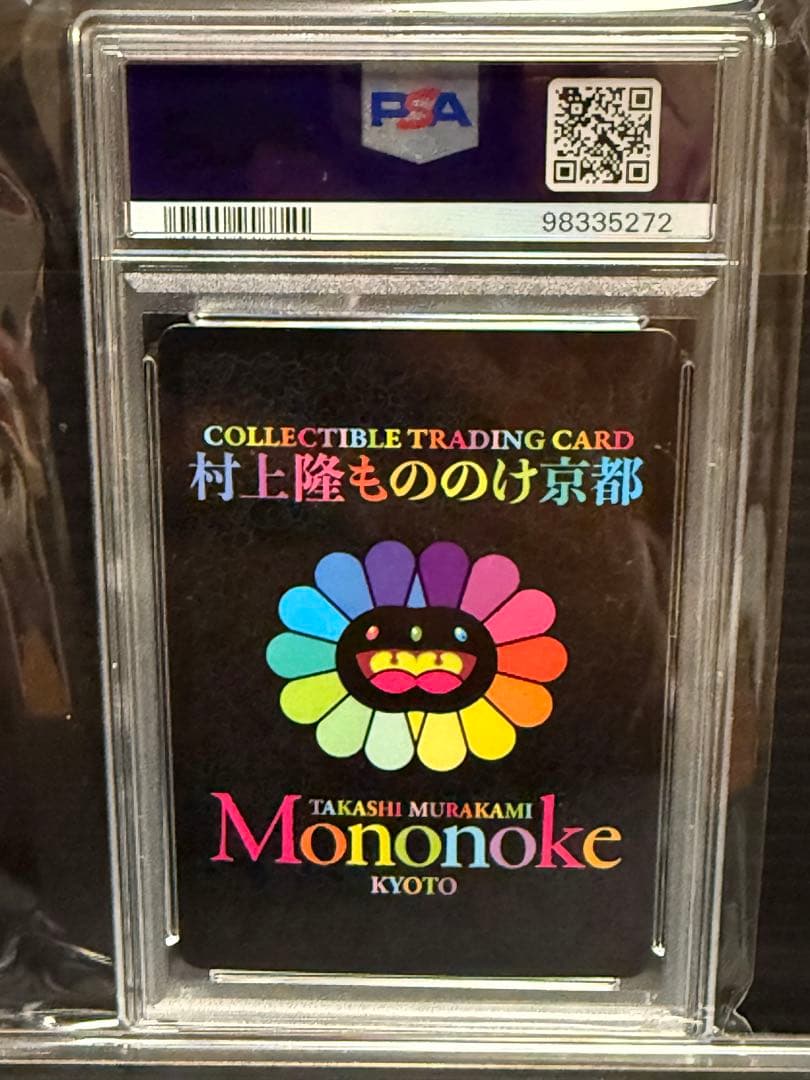 PSA
98335272
COLLECTIBLE TRADING CARD
村上隆もののけ京都
TAKASHI MURAKAMI
Mononoke
KYOTO